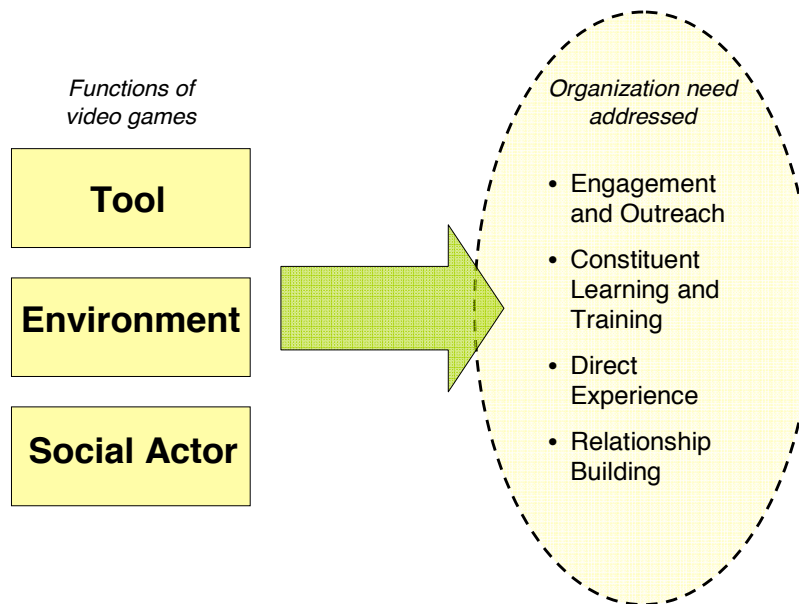 Functions of
video games
Tool
Environment
Social Actor
Organization need
addressed
• Engagement
and Outreach
• Constituent
Learning and
Training
• Direct
Experience
• Relationship
Building